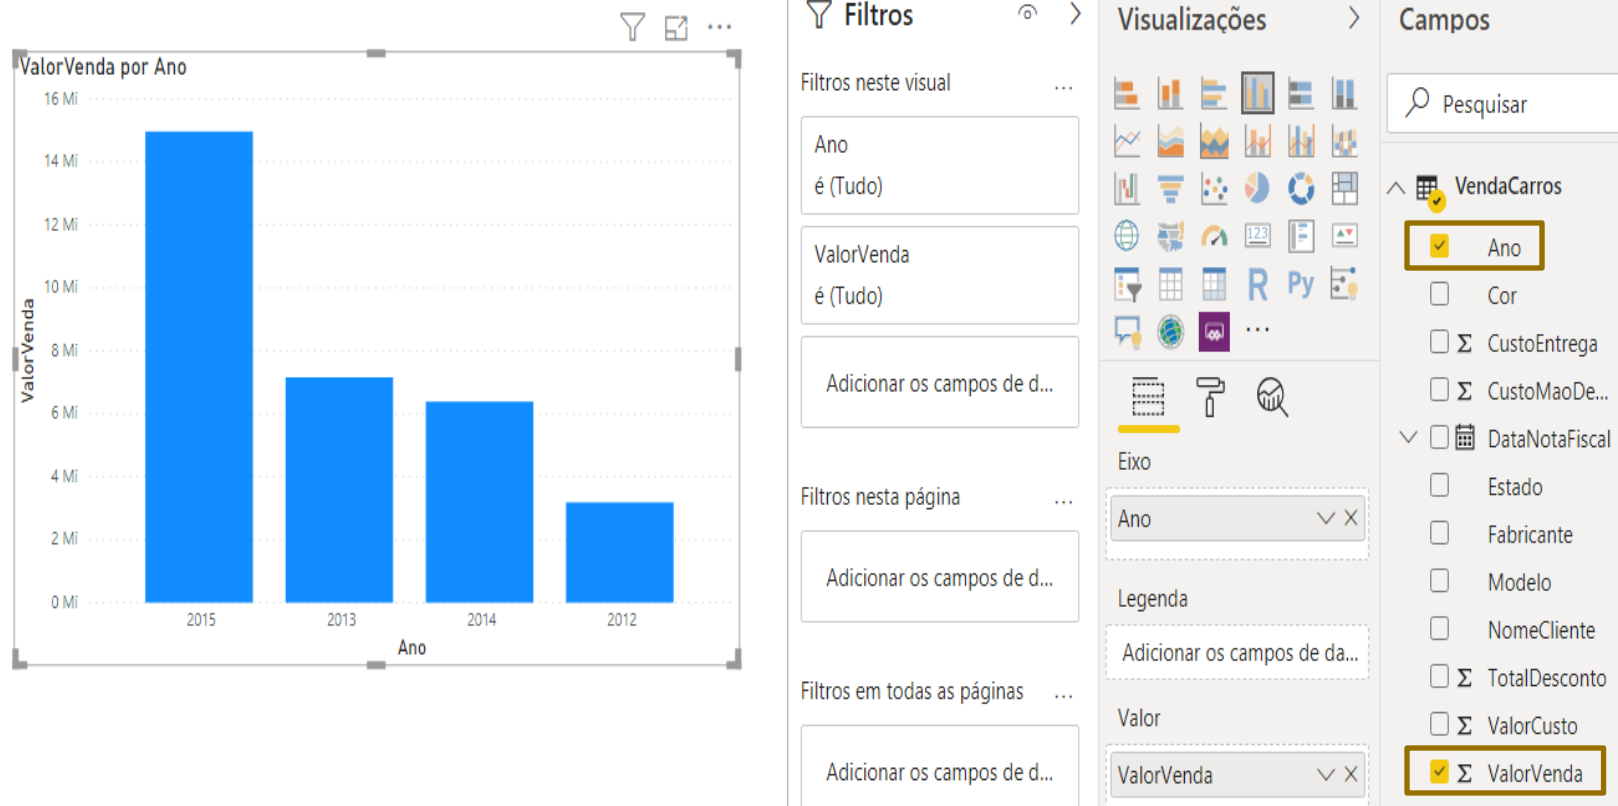 ValorVenda por Ano
16 Mi
14 Mi
12 Mi
10 Mi
8 Mi
6 Mi
4 Mi
2 Mi
0 Mi
ValorVenda
2015
2013
2014
2012
Ano
Filtros
Filtros neste visual
...
Ano
é (Tudo)
ValorVenda
é (Tudo)
Adicionar os campos de d...
Filtros nesta página
...
Adicionar os campos de d...
Filtros em todas as páginas
...
Adicionar os campos de d...
Visualizações
123
R
Py
...
Eixo
Ano
Legenda
Adicionar os campos de da...
Valor
ValorVenda
Campos
Pesquisar
VendaCarros
Ano
Cor
Σ CustoEntrega
Σ CustoMaoDe...
DataNotaFiscal
Estado
Fabricante
Modelo
NomeCliente
Σ TotalDesconto
Σ ValorCusto
Σ ValorVenda